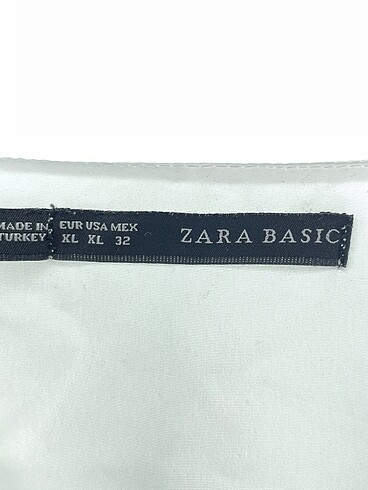 MADE IN
TURKEY
EUR USA MEX
XL XL 32
ZARA BASIC